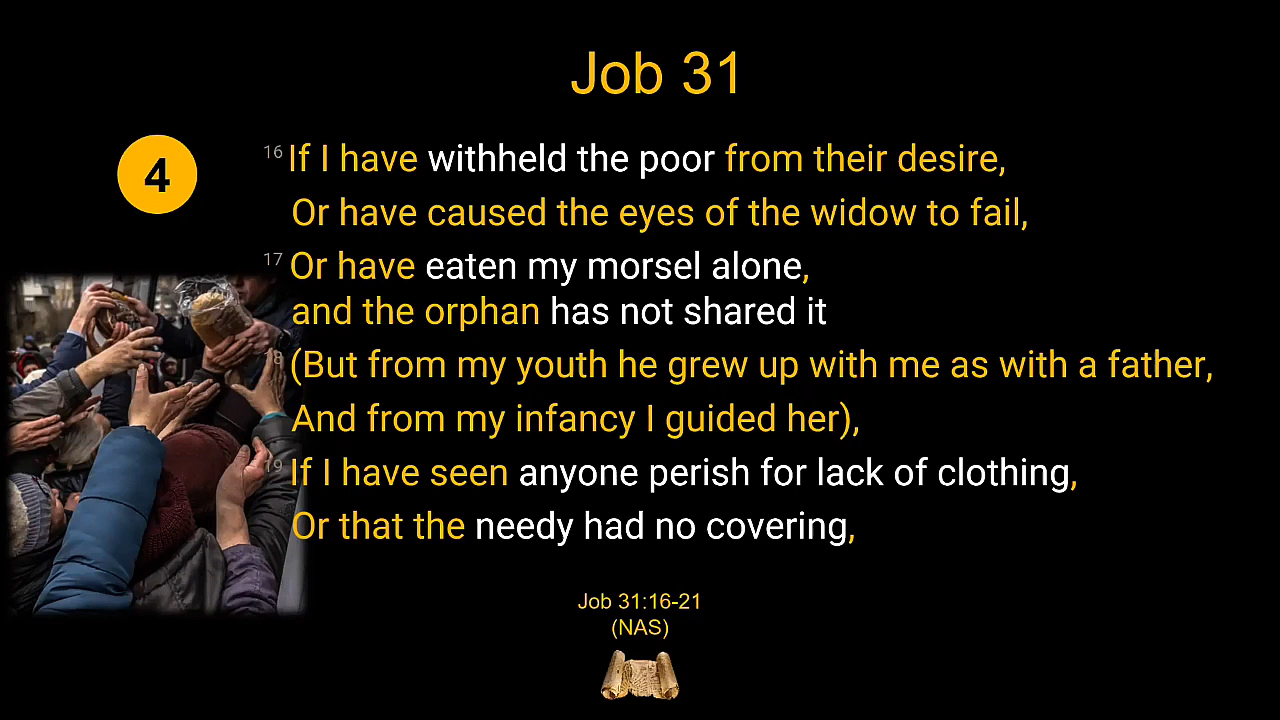 Job 31
4
16 If I have withheld the poor from their desire,
Or have caused the eyes of the widow to fail,
17 Or have eaten my morsel alone,
and the orphan has not shared it
18 (But from my youth he grew up with me as with a father,
And from my infancy I guided her),
19 If I have seen anyone perish for lack of clothing,
Or that the needy had no covering,
Job 31:16-21
(NAS)